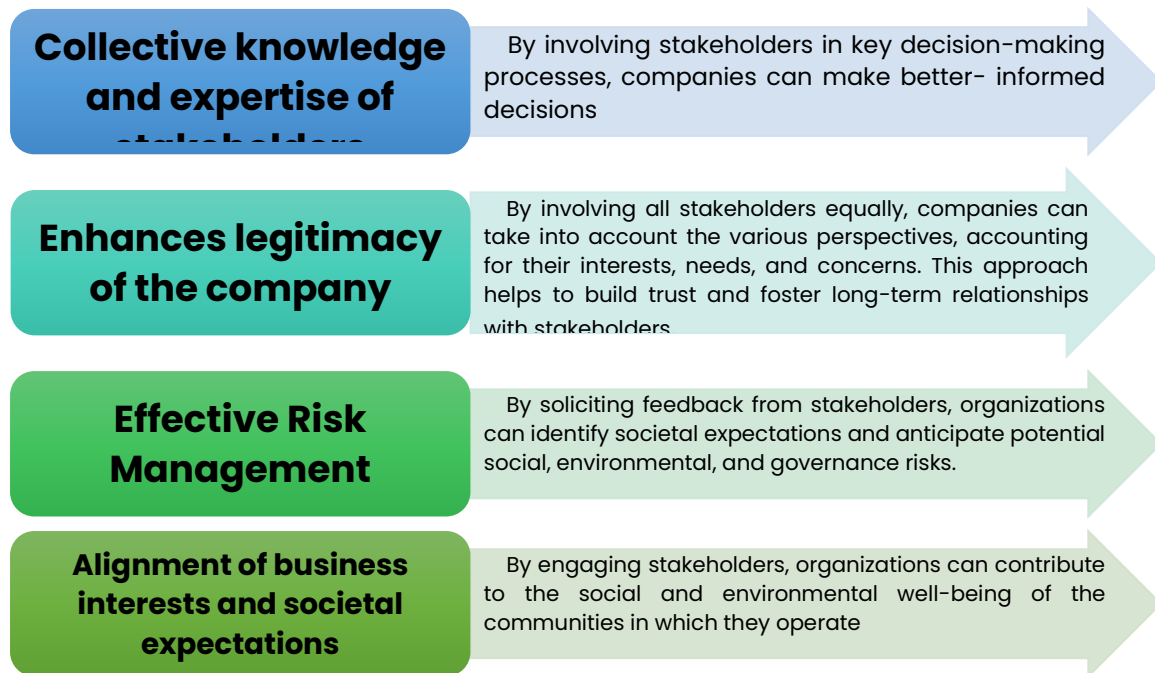 Collective knowledge
and expertise of
stakeholders
By involving stakeholders in key decision-making
processes, companies can make better- informed
decisions
Enhances legitimacy
of the company
By involving all stakeholders equally, companies can
take into account the various perspectives, accounting
for their interests, needs, and concerns. This approach
helps to build trust and foster long-term relationships
with stakeholders.
Effective Risk
Management
By soliciting feedback from stakeholders, organizations
can identify societal expectations and anticipate potential
social, environmental, and governance risks.
Alignment of business
interests and societal
expectations
By engaging stakeholders, organizations can contribute
to the social and environmental well-being of the
communities in which they operate